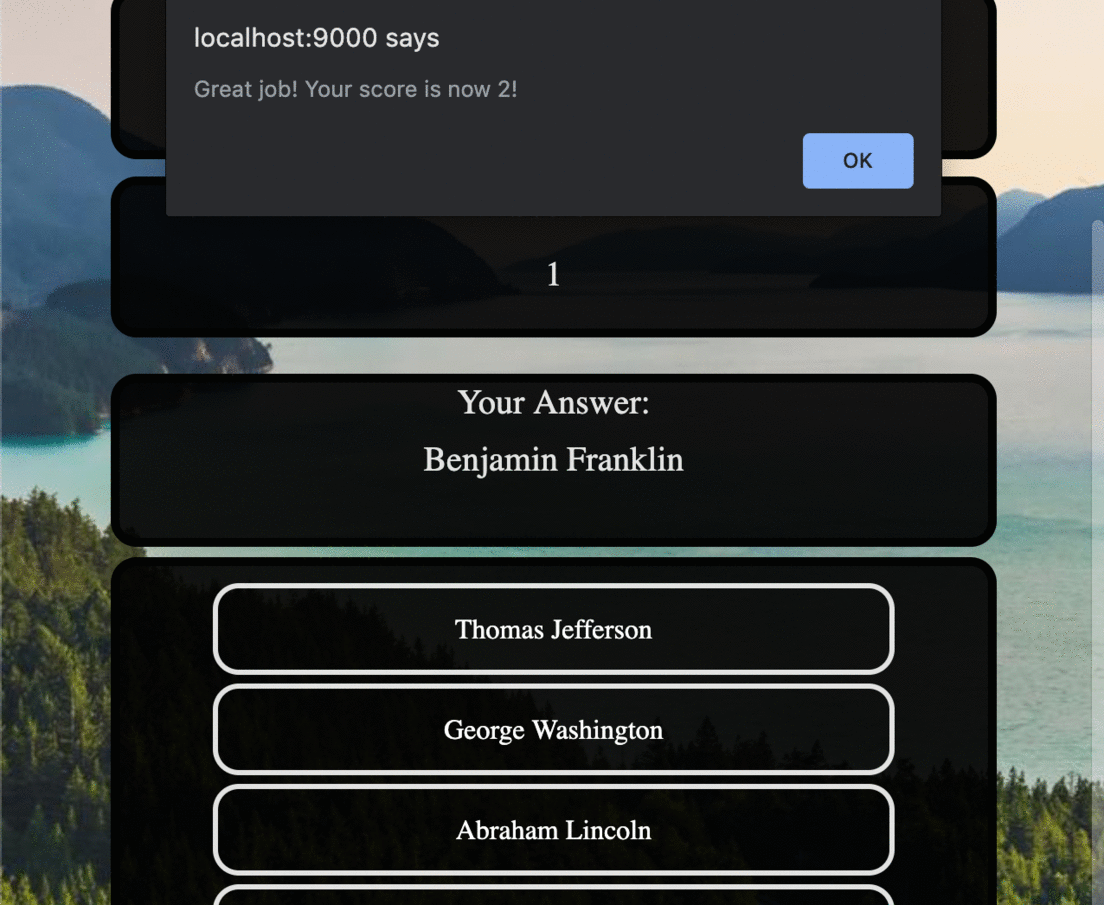 localhost:9000 says
Great job! Your score is now 2!
OK
1
Your Answer:
Benjamin Franklin
Thomas Jefferson
George Washington
Abraham Lincoln